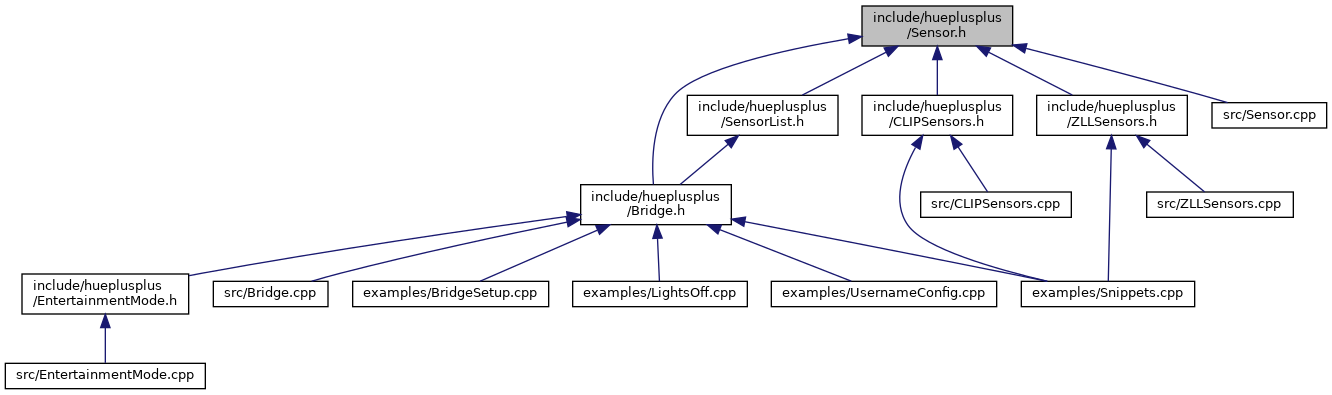 include/hueplusplus
/Sensor.h
include/hueplusplus
/SensorList.h
include/hueplusplus
/CLIPSensors.h
include/hueplusplus
/ZLLSensors.h
src/Sensor.cpp
include/hueplusplus
/Bridge.h
src/CLIPSensors.cpp
src/ZLLSensors.cpp
include/hueplusplus
/EntertainmentMode.h
src/Bridge.cpp
examples/BridgeSetup.cpp
examples/LightsOff.cpp
examples/UsernameConfig.cpp
examples/Snippets.cpp
src/EntertainmentMode.cpp